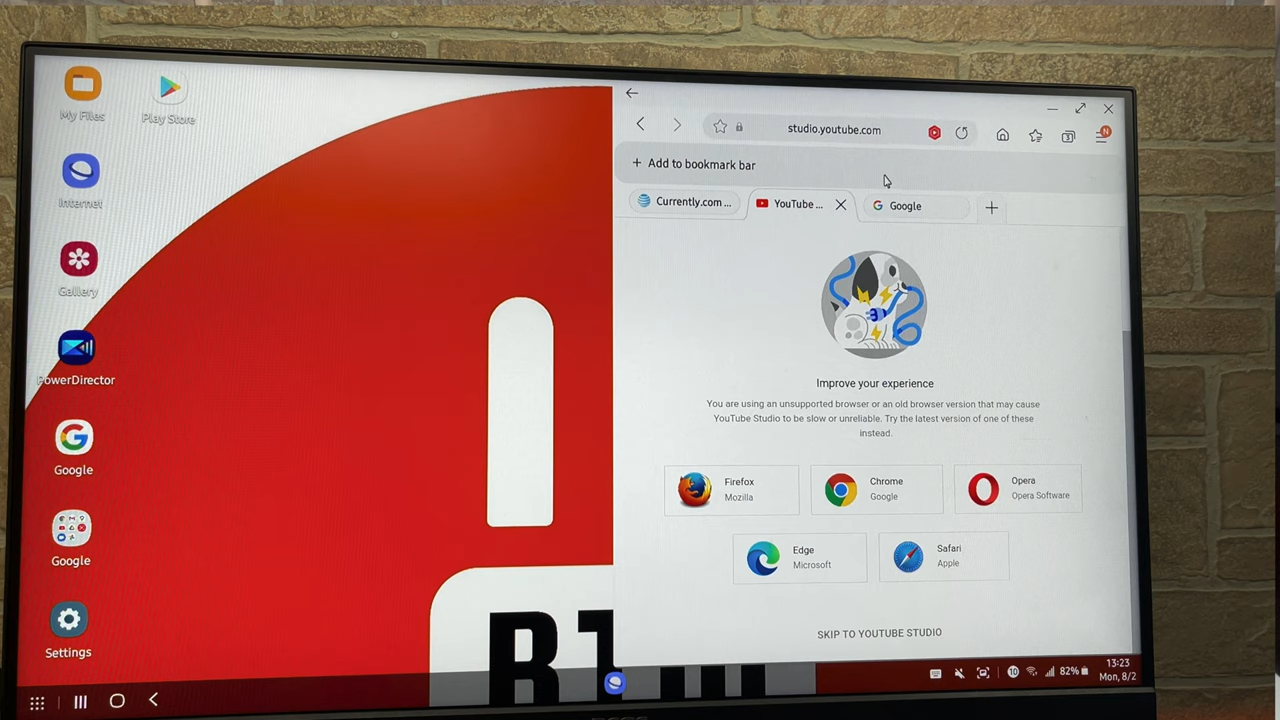 My Files
Play Store
Internet
Gallery
PowerDirector
Google
Google
Settings
studio.youtube.com
N
3
+ Add to bookmark bar
Currently.com ...
YouTube ...
Google
Improve your experience
You are using an unsupported browser or an old browser version that may cause
YouTube Studio to be slow or unreliable. Try the latest version of one of these
instead.
Firefox
Mozilla
Chrome
Google
Opera
Opera Software
Edge
Microsoft
Safari
Apple
SKIP TO YOUTUBE STUDIO
10
82%
13:23
Mon, 8/2